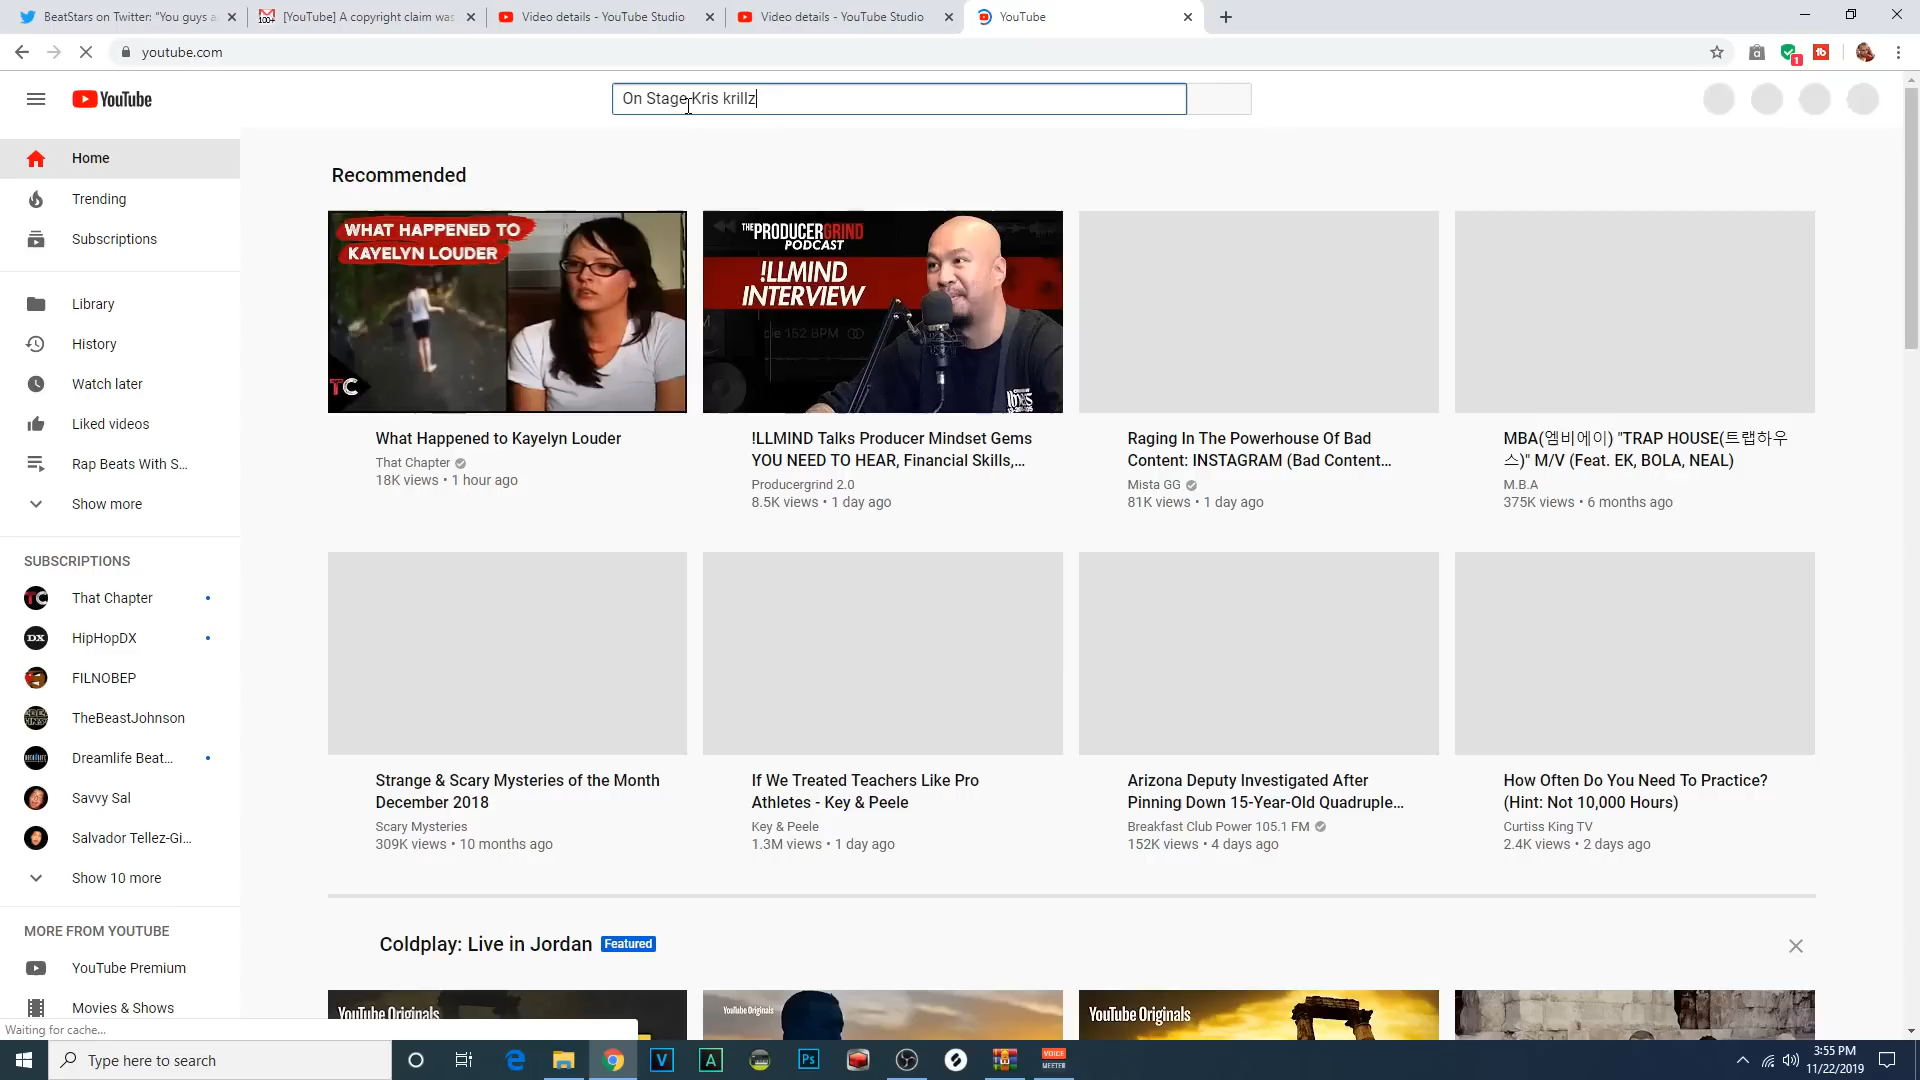 BeatStars on Twitter: "You guys a
[YouTube] A copyright claim was
Video details - YouTube Studio
Video details - YouTube Studio
YouTube
youtube.com
YouTube
On Stage Kris krillz
Home
Trending
Subscriptions
Library
History
Watch later
Liked videos
Rap Beats With S...
Show more
SUBSCRIPTIONS
That Chapter
HipHopDX
FILNOBEP
TheBeastJohnson
Dreamlife Beat...
Savvy Sal
Salvador Tellez-Gi...
Show 10 more
MORE FROM YOUTUBE
YouTube Premium
Movies & Shows
Recommended
WHAT HAPPENED TO
KAYELYN LOUDER
TC
What Happened to Kayelyn Louder
That Chapter
18K views • 1 hour ago
THE PRODUCERGRIND
PODCAST
!LLMIND
INTERVIEW
152 BPM
!LLMIND Talks Producer Mindset Gems
YOU NEED TO HEAR, Financial Skills,...
Producergrind 2.0
8.5K views • 1 day ago
Raging In The Powerhouse Of Bad
Content: INSTAGRAM (Bad Content...
Mista GG
81K views • 1 day ago
MBA(엠비에이) "TRAP HOUSE(트랩하우
스)" M/V (Feat. EK, BOLA, NEAL)
M.B.A
375K views • 6 months ago
Strange & Scary Mysteries of the Month
December 2018
Scary Mysteries
309K views • 10 months ago
If We Treated Teachers Like Pro
Athletes - Key & Peele
Key & Peele
1.3M views • 1 day ago
Arizona Deputy Investigated After
Pinning Down 15-Year-Old Quadruple...
Breakfast Club Power 105.1 FM
152K views • 4 days ago
How Often Do You Need To Practice?
(Hint: Not 10,000 Hours)
Curtiss King TV
2.4K views • 2 days ago
Coldplay: Live in Jordan
Featured
YouTube Originals
YouTube Originals
YouTube Originals
Waiting for cache...
Type here to search
VOICE
MEETER
3:55 PM
11/22/2019